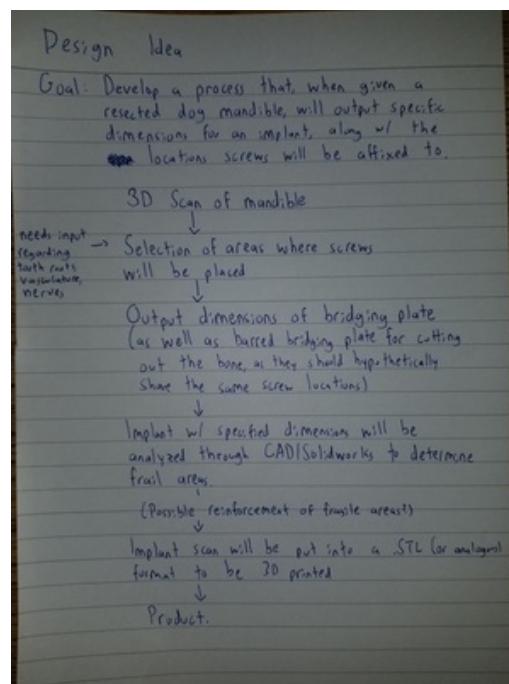 Design Idea
Goal: Develop a process that, when given a
resected dog mandible, will output specific
dimensions for an implant, along w/ the
locations screws will be affixed to.
3D Scan of mandible
↓
needs input
regarding
tooth roots
vasculature,
nerves
→ Selection of areas where screws
will be placed
↓
Output dimensions of bridging plate
(as well as barred bridging plate for cutting
out the bone, as they should hypothetically
share the same screw locations)
↓
Implant w/ specified dimensions will be
analyzed through CAD/Solidworks to determine
frail areas.
(Possible reinforcement of fragile areas?)
↓
Implant scan will be put into a .STL (or analogous)
format to be 3D printed
↓
Product.